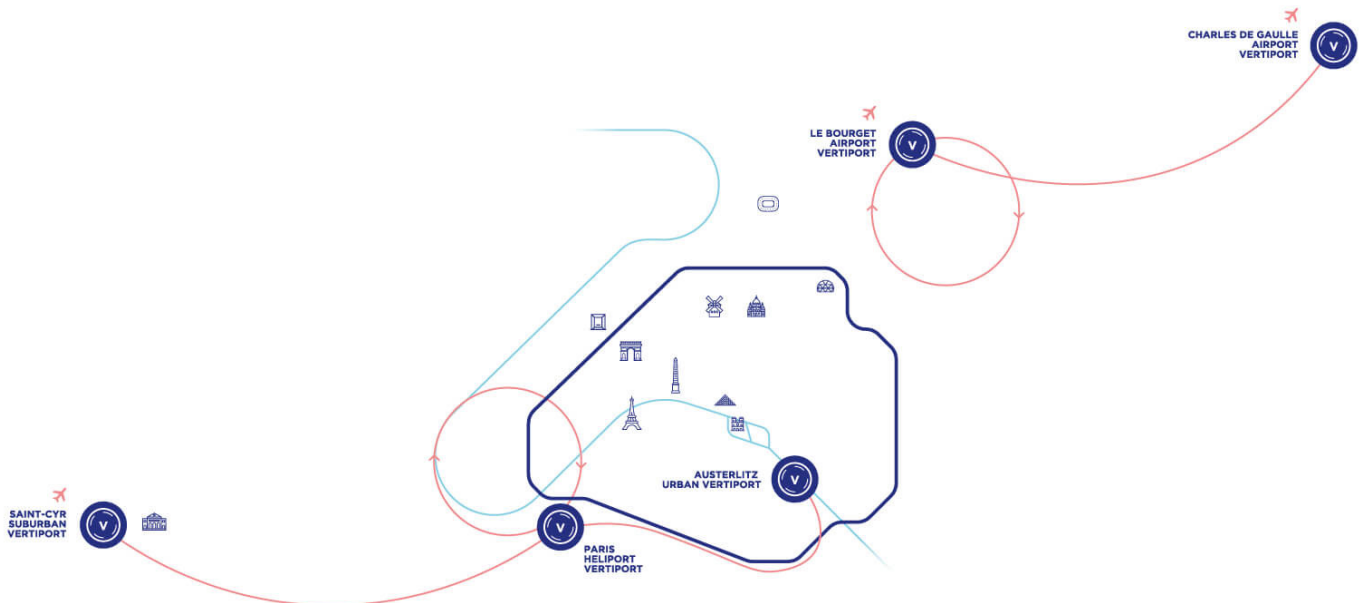 CHARLES DE GAULLE
AIRPORT
VERTIPORT
V
LE BOURGET
AIRPORT
VERTIPORT
V
AUSTERLITZ
URBAN VERTIPORT
V
SAINT-CYR
SUBURBAN
VERTIPORT
V
V
PARIS
HELIPORT
VERTIPORT